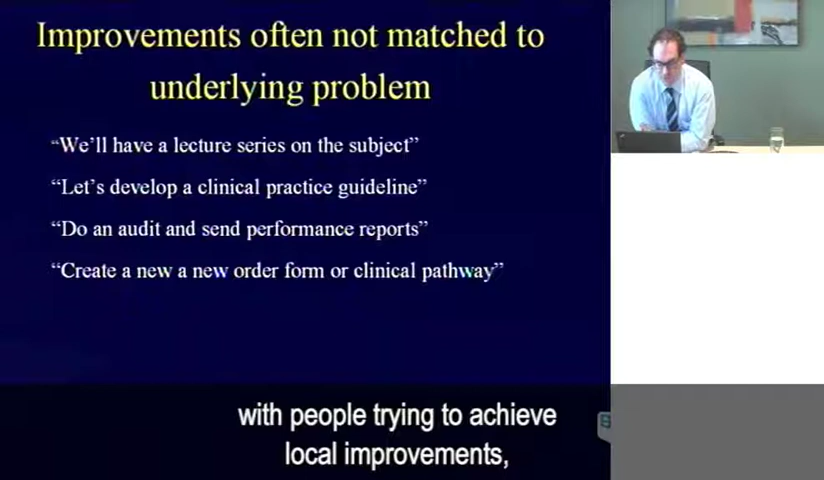 Improvements often not matched to
underlying problem
“We’ll have a lecture series on the subject”
“Let’s develop a clinical practice guideline”
“Do an audit and send performance reports”
“Create a new a new order form or clinical pathway”
with people trying to achieve
local improvements,